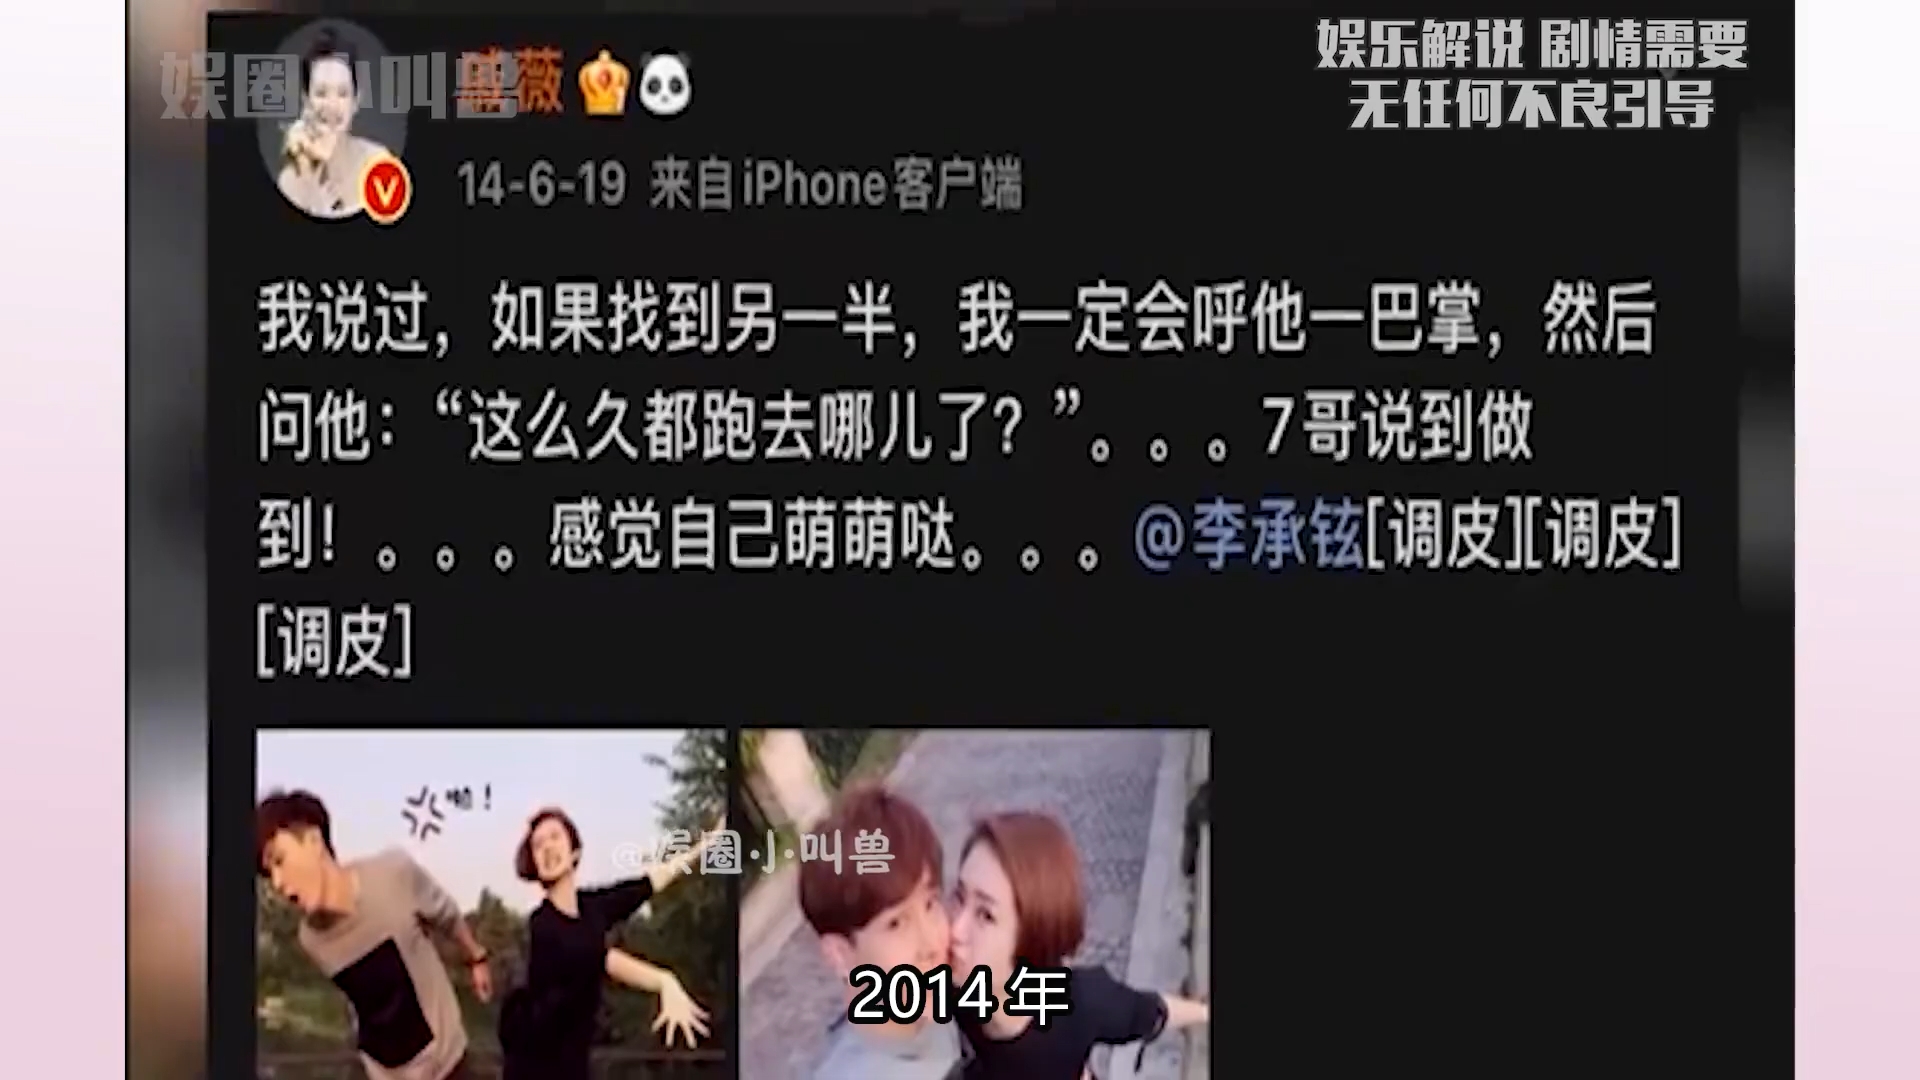 娱乐解说 剧情需要
无任何不良引导
娱圈小叫兽
薇
14-6-19 来自iPhone客户端
我说过，如果找到另一半，我一定会呼他一巴掌，然后
问他：“这么久都跑去哪儿了？”。。。7哥说到做
到！。。。感觉自己萌萌哒。。。@李承铉[调皮][调皮]
[调皮]
啪！
@娱圈·小·叫兽
2014年